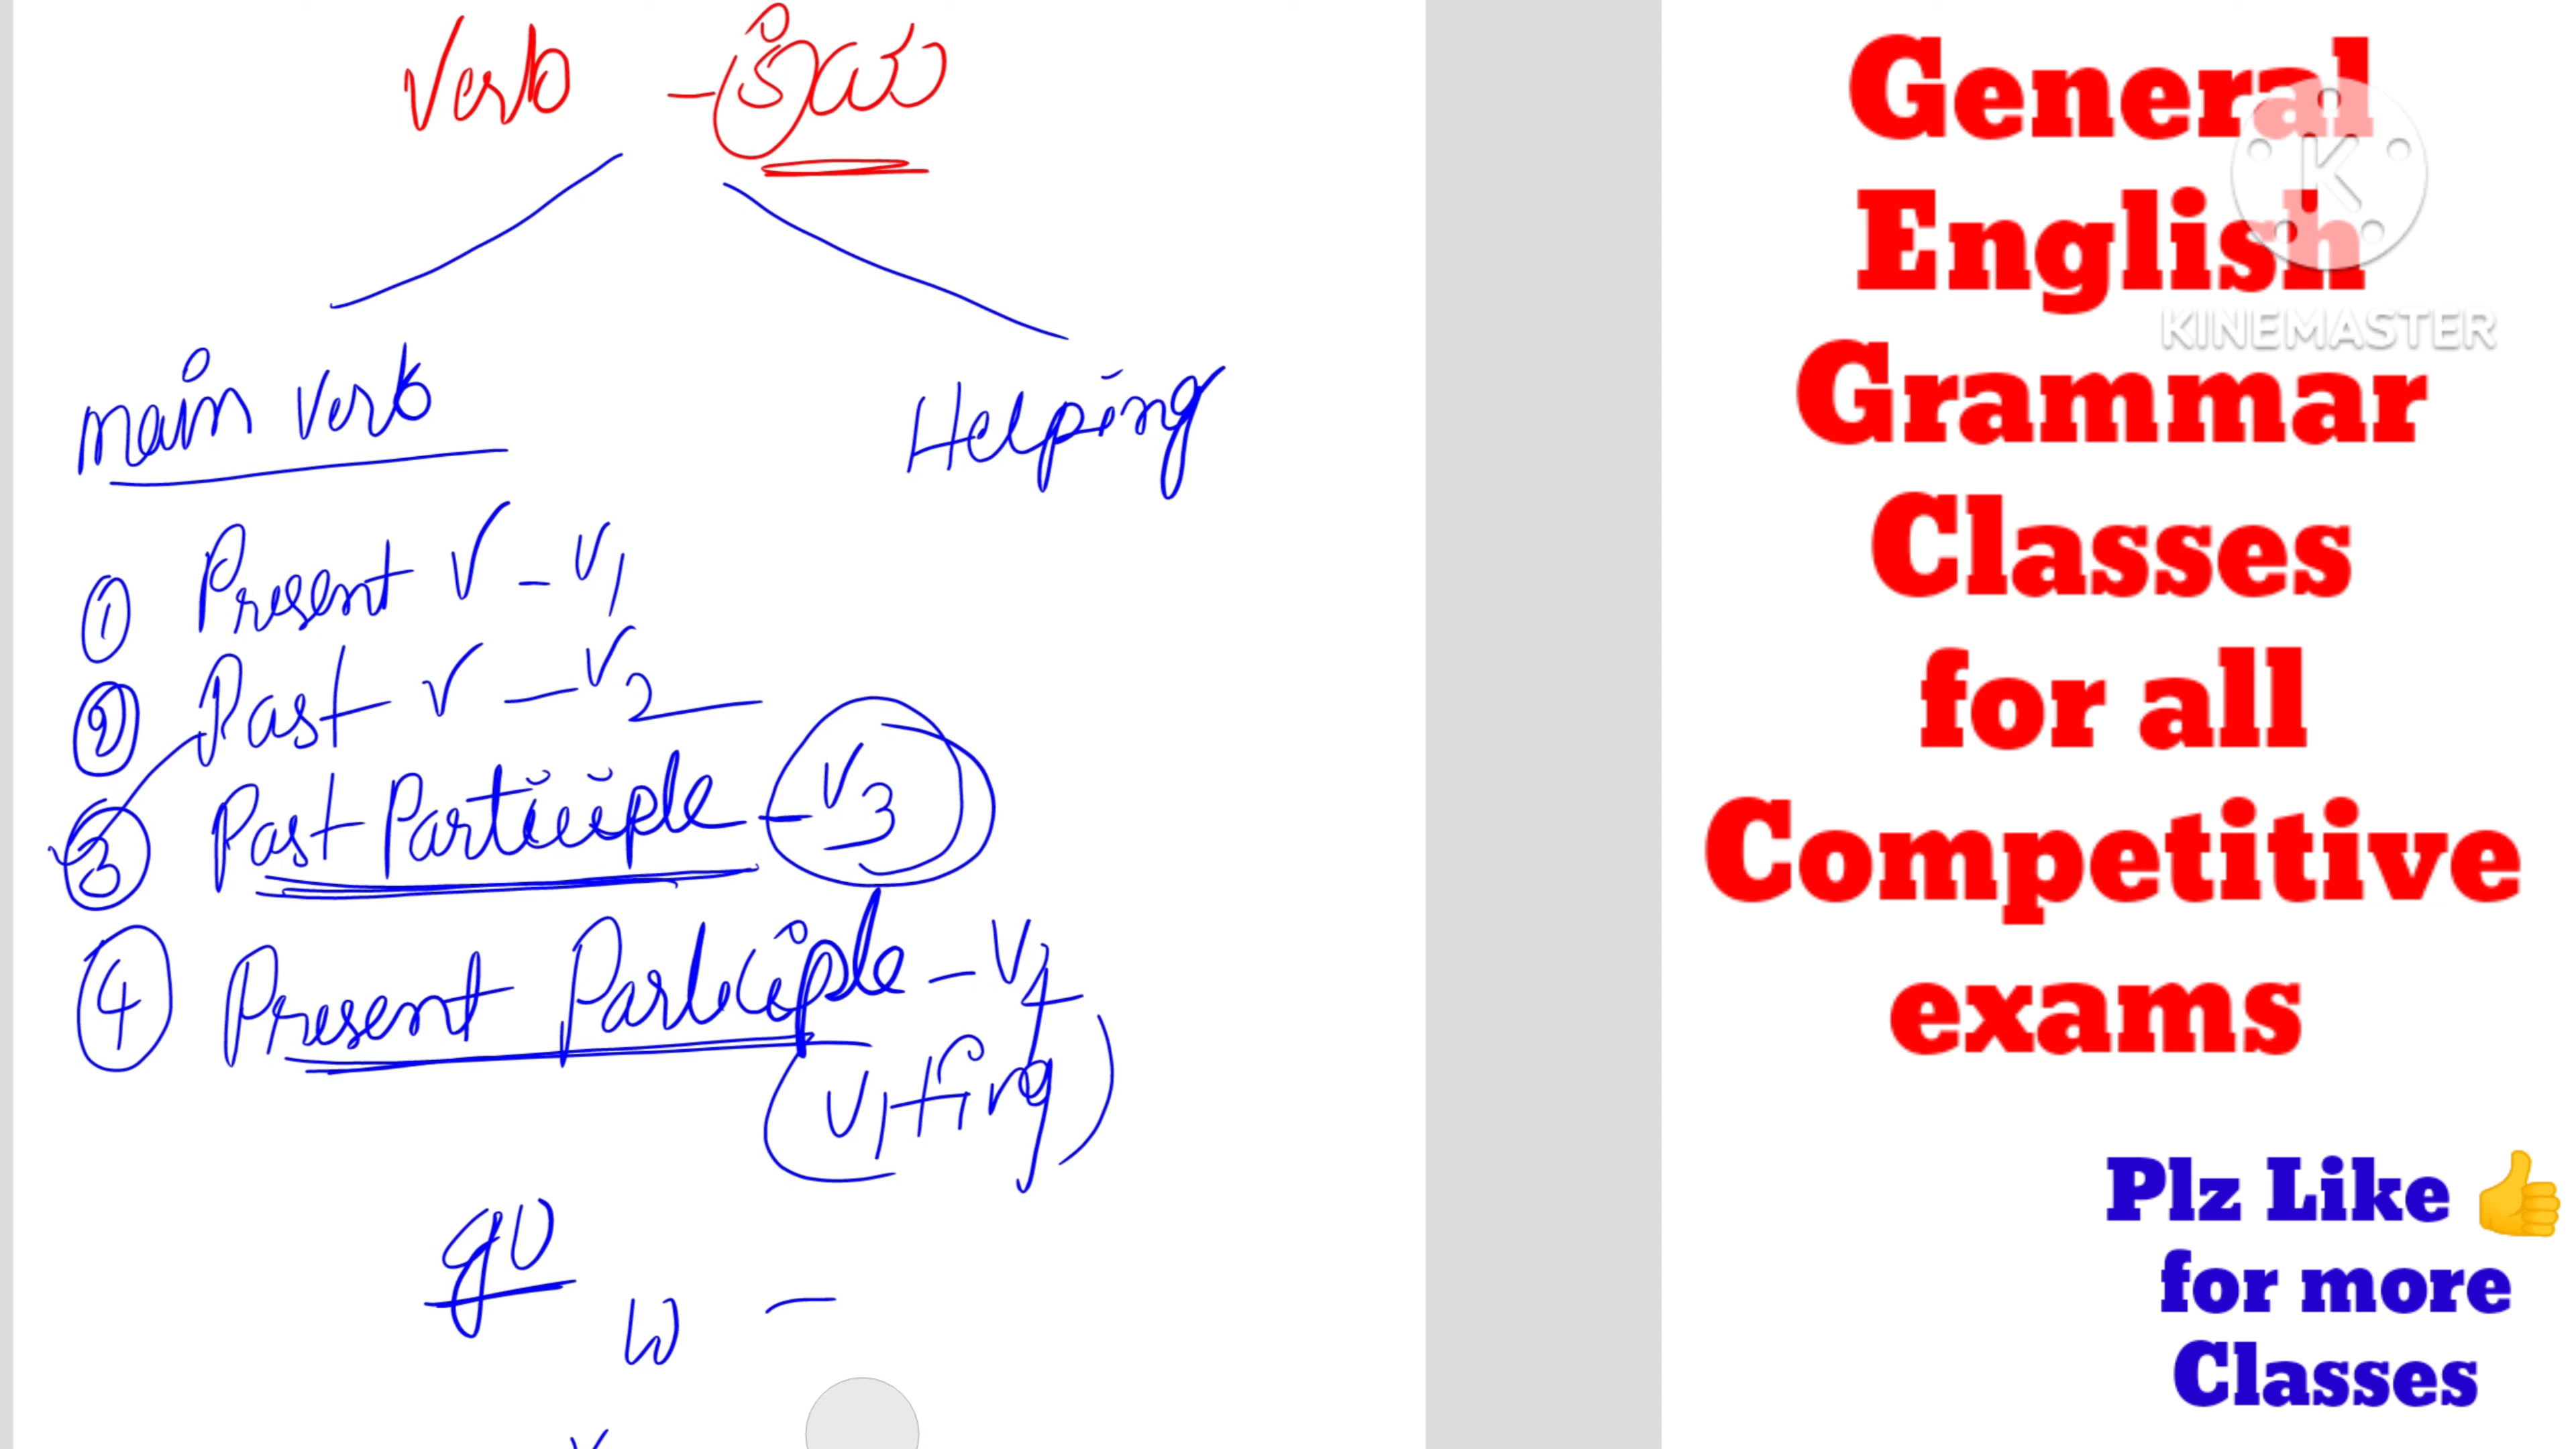 Verb - క్రియ
main verb
Helping
① Present V - V1
② Past V - V2
③ Past Participle - V3
④ Present Participle - V4
(V1+ing)
go
General
English
Grammar
Classes
for all
Competitive
exams
Plz Like 👍
for more
Classes
KINEMASTER